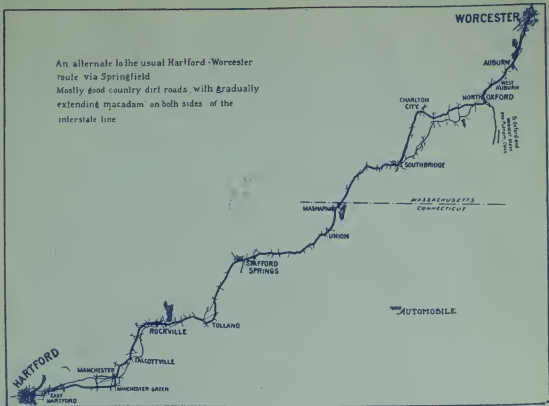 WORCESTER
An alternate to the usual Hartford-Worcester
route via Springfield
Mostly good country dirt roads, with gradually
extending macadam on both sides of the
interstate line
AUBURN
WEST
AUBURN
NORTH OXFORD
CHARLTON
CITY
SOUTHBRIDGE
MASSACHUSETTS
CONNECTICUT
MASHAPAUG
UNION
STAFFORD
SPRINGS
THE AUTOMOBILE
TOLLAND
ROCKVILLE
TALCOTTVILLE
HARTFORD
MANCHESTER
MANCHESTER GREEN
EAST
HARTFORD